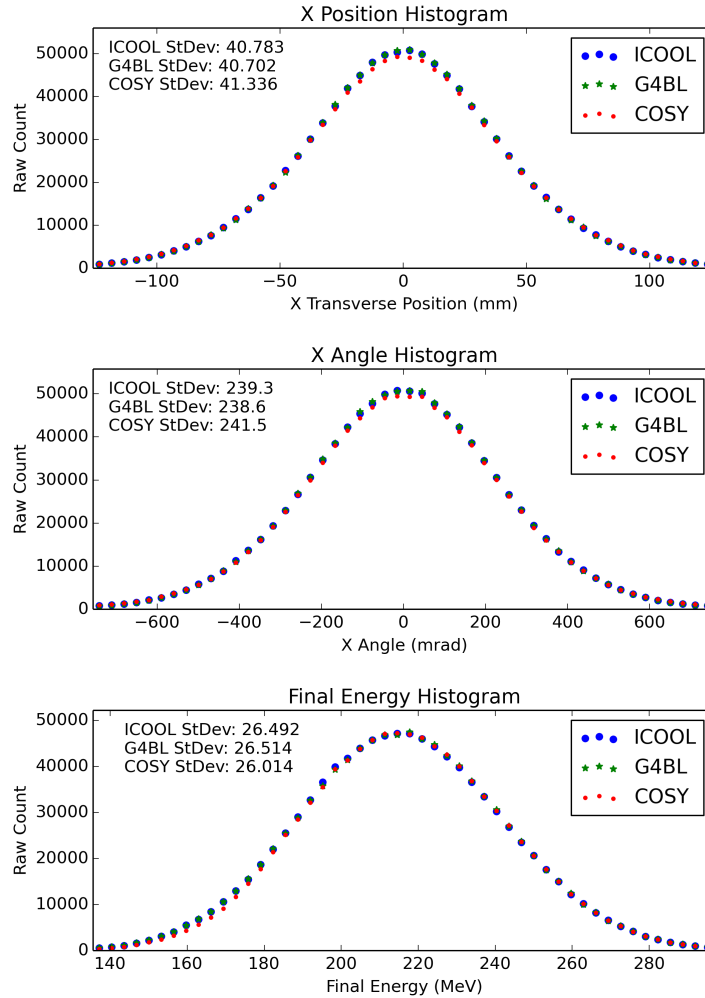 X Position Histogram
ICOOL StDev: 40.783
G4BL StDev: 40.702
COSY StDev: 41.336
ICOOL
G4BL
COSY
Raw Count
50000
40000
30000
20000
10000
0
−100
−50
0
50
100
X Transverse Position (mm)
X Angle Histogram
ICOOL StDev: 239.3
G4BL StDev: 238.6
COSY StDev: 241.5
ICOOL
G4BL
COSY
Raw Count
50000
40000
30000
20000
10000
0
−600
−400
−200
0
200
400
600
X Angle (mrad)
Final Energy Histogram
ICOOL StDev: 26.492
G4BL StDev: 26.514
COSY StDev: 26.014
ICOOL
G4BL
COSY
Raw Count
50000
40000
30000
20000
10000
0
140
160
180
200
220
240
260
280
Final Energy (MeV)